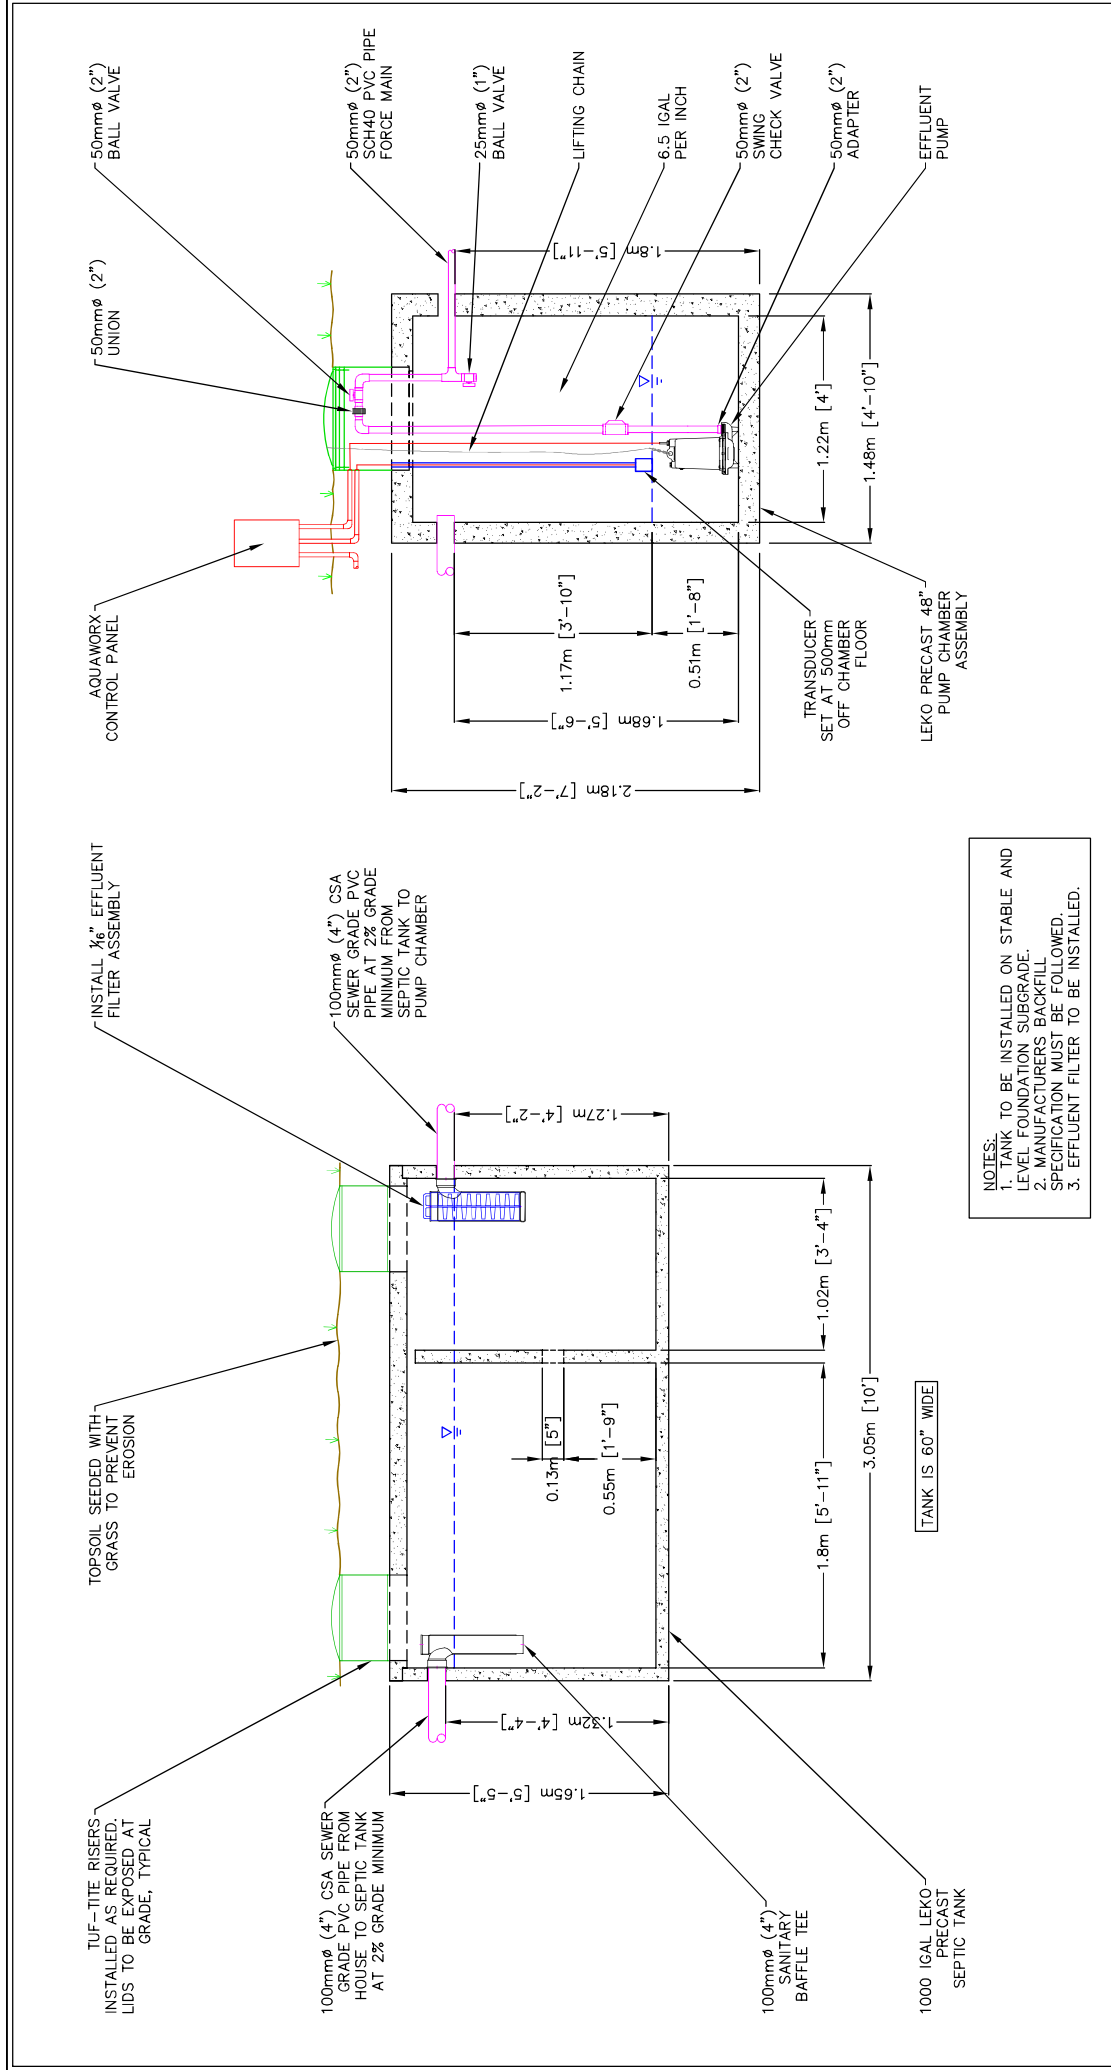 TUF-TITE RISERS
INSTALLED AS REQUIRED.
LIDS TO BE EXPOSED AT
GRADE, TYPICAL
TOPSOIL SEEDED WITH
GRASS TO PREVENT
EROSION
INSTALL 1/16" EFFLUENT
FILTER ASSEMBLY
100mmø (4") CSA SEWER
GRADE PVC PIPE FROM
HOUSE TO SEPTIC TANK
AT 2% GRADE MINIMUM
100mmø (4") CSA
SEWER GRADE PVC
PIPE AT 2% GRADE
MINIMUM FROM
SEPTIC TANK TO
PUMP CHAMBER
1.65m [5'-5"]
1.32m [4'-4"]
1.27m [4'-2"]
0.13m [5"]
0.55m [1'-9"]
1.8m [5'-11"]
1.02m [3'-4"]
3.05m [10']
100mmø (4")
SANITARY
BAFFLE TEE
1000 IGAL LEKO
PRECAST
SEPTIC TANK
TANK IS 60" WIDE
AQUAWORX
CONTROL PANEL
50mmø (2")
UNION
50mmø (2")
BALL VALVE
50mmø (2")
SCH40 PVC PIPE
FORCE MAIN
25mmø (1")
BALL VALVE
LIFTING CHAIN
6.5 IGAL
PER INCH
50mmø (2")
SWING
CHECK VALVE
50mmø (2")
ADAPTER
EFFLUENT
PUMP
2.18m [7'-2"]
1.68m [5'-6"]
1.17m [3'-10"]
0.51m [1'-8"]
1.8m [5'-11"]
1.22m [4']
1.48m [4'-10"]
TRANSDUCER
SET AT 500mm
OFF CHAMBER
FLOOR
LEKO PRECAST 48"
PUMP CHAMBER
ASSEMBLY
NOTES:
1. TANK TO BE INSTALLED ON STABLE AND
LEVEL FOUNDATION SUBGRADE.
2. MANUFACTURERS BACKFILL
SPECIFICATION MUST BE FOLLOWED.
3. EFFLUENT FILTER TO BE INSTALLED.